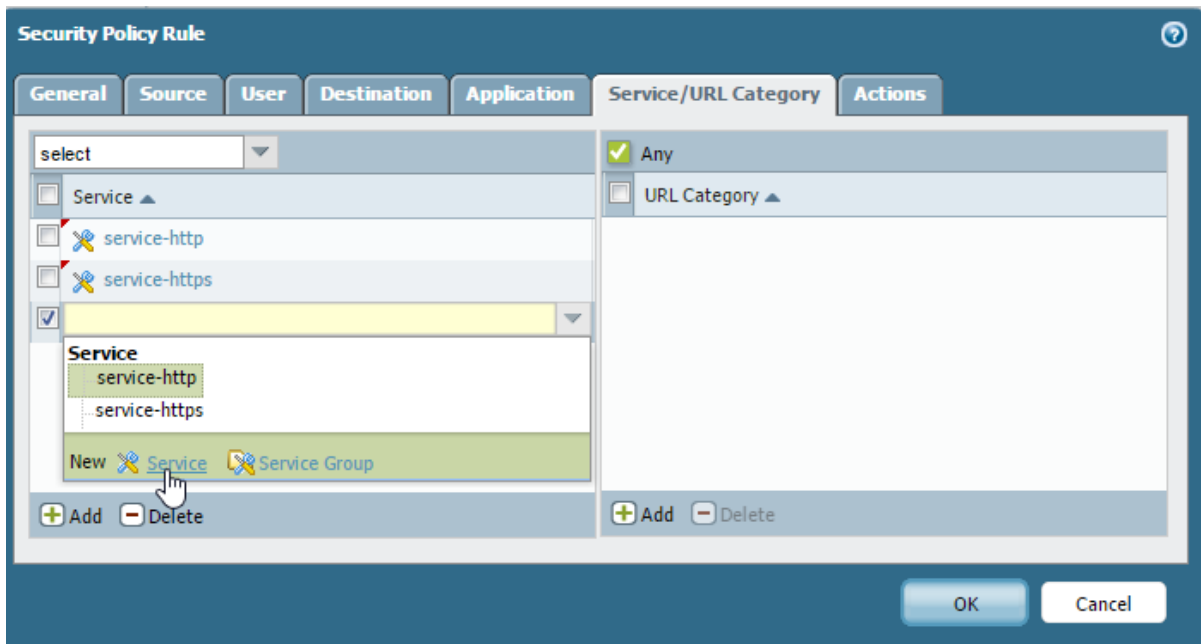 Security Policy Rule
General Source User Destination Application Service/URL Category Actions
select
Any
Service
URL Category
service-http
service-https
Service
service-http
service-https
New Service Service Group
Add Delete
Add Delete
OK Cancel